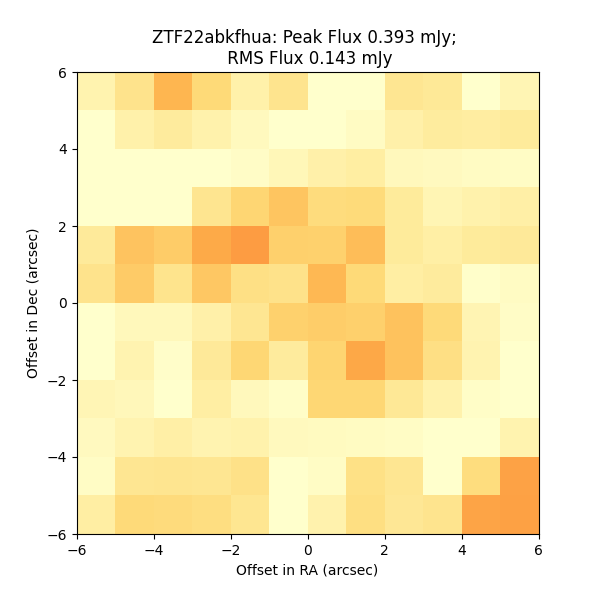 ZTF22abkfhua: Peak Flux 0.393 mJy;
RMS Flux 0.143 mJy
6
4
2
0
−2
−4
−6
Offset in Dec (arcsec)
−6 −4 −2 0 2 4 6
Offset in RA (arcsec)